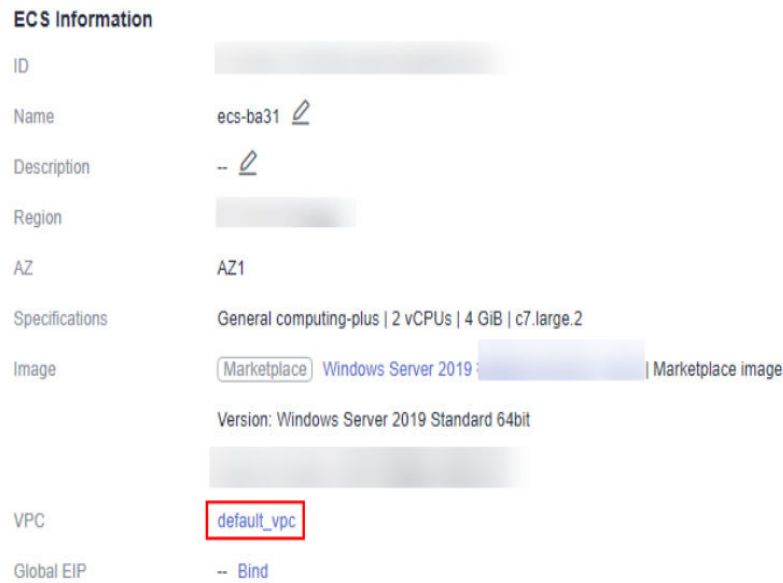 ECS Information
ID
Name ecs-ba31
Description --
Region
AZ AZ1
Specifications General computing-plus | 2 vCPUs | 4 GiB | c7.large.2
Image Marketplace Windows Server 2019 | Marketplace image
Version: Windows Server 2019 Standard 64bit
VPC default_vpc
Global EIP -- Bind